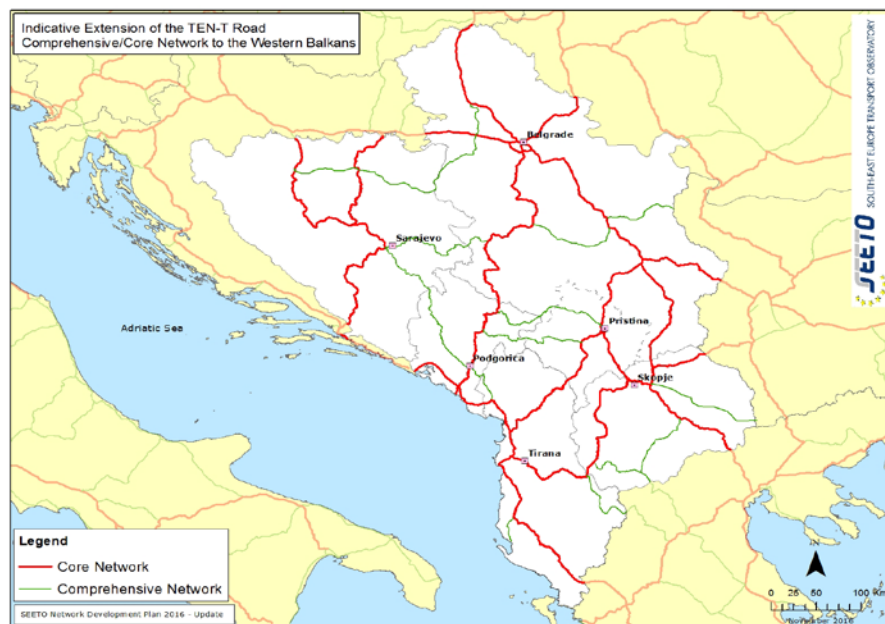 Indicative Extension of the TEN-T Road
Comprehensive/Core Network to the Western Balkans
SOUTH-EAST EUROPE TRANSPORT OBSERVATORY
SEETO
Belgrade
Sarajevo
Adriatic Sea
Pristina
Podgorica
Skopje
Tirana
Legend
Core Network
Comprehensive Network
SEETO Network Development Plan 2016 - Update
N
0 25 50 100 Km
November 2016